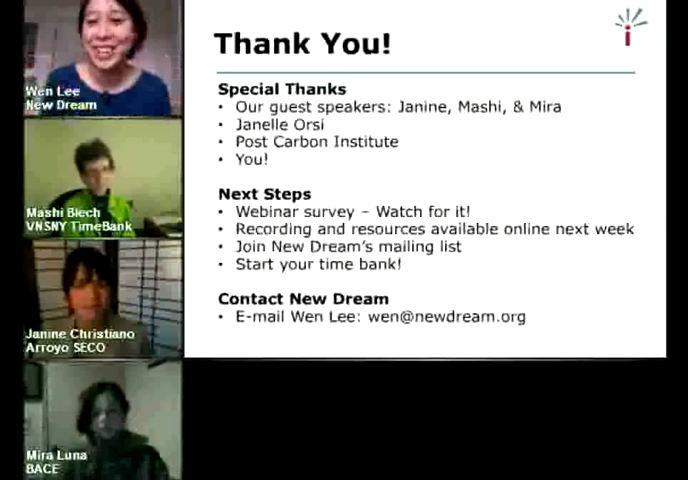 Wen Lee
New Dream
Mashi Blech
VNSNY TimeBank
Janine Christiano
Arroyo SECO
Mira Luna
BACE
Thank You!
Special Thanks
• Our guest speakers: Janine, Mashi, & Mira
• Janelle Orsi
• Post Carbon Institute
• You!
Next Steps
• Webinar survey – Watch for it!
• Recording and resources available online next week
• Join New Dream's mailing list
• Start your time bank!
Contact New Dream
• E-mail Wen Lee: wen@newdream.org